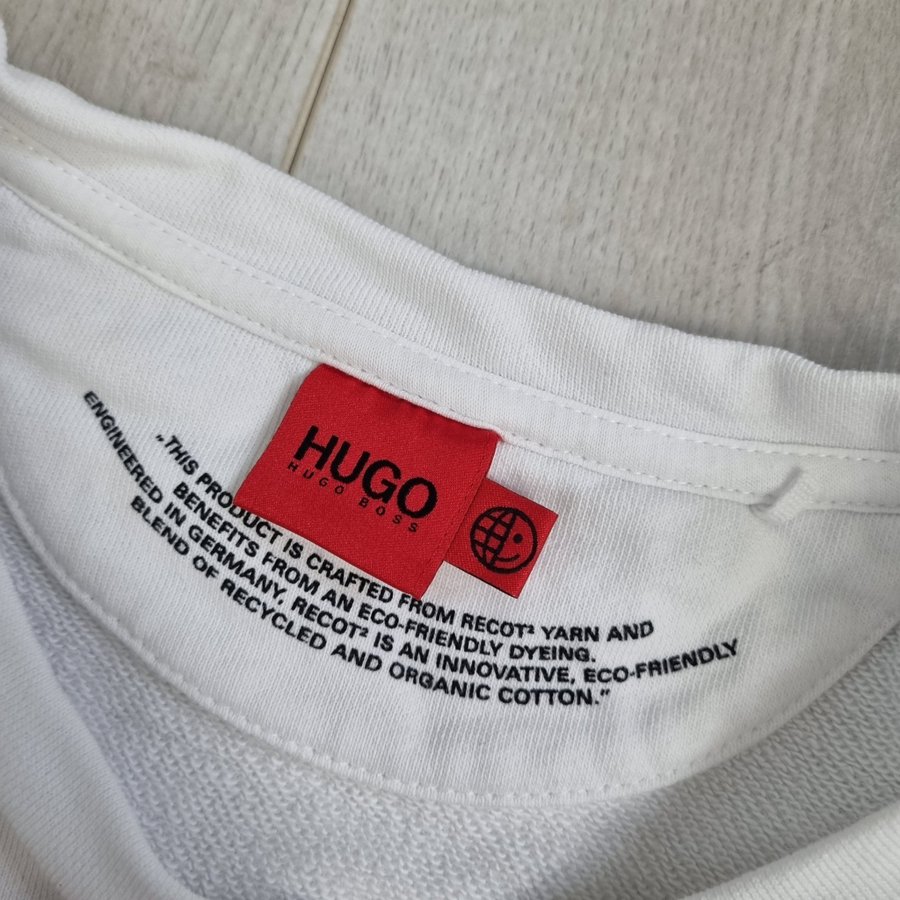 HUGO
HUGO BOSS
„THIS PRODUCT IS CRAFTED FROM RECOT² YARN AND
BENEFITS FROM AN ECO-FRIENDLY DYEING.
ENGINEERED IN GERMANY, RECOT² IS AN INNOVATIVE, ECO-FRIENDLY
BLEND OF RECYCLED AND ORGANIC COTTON.”